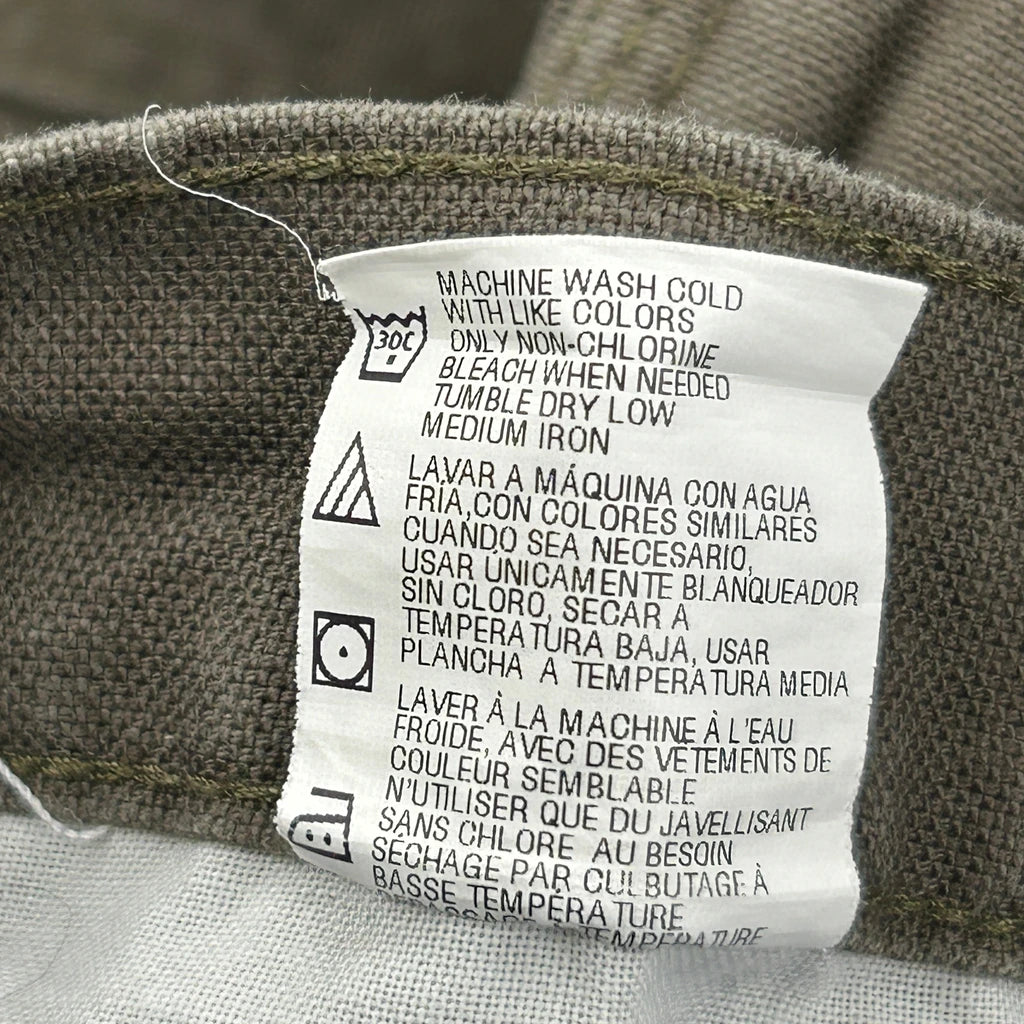 MACHINE WASH COLD
WITH LIKE COLORS
ONLY NON-CHLORINE
BLEACH WHEN NEEDED
TUMBLE DRY LOW
MEDIUM IRON
30C
LAVAR A MÁQUINA CON AGUA
FRÍA, CON COLORES SIMILARES
CUANDO SEA NECESARIO,
USAR ÚNICAMENTE BLANQUEADOR
SIN CLORO, SECAR A
TEMPERATURA BAJA, USAR
PLANCHA A TEMPERATURA MEDIA
LAVER À LA MACHINE À L'EAU
FROIDE, AVEC DES VETEMENTS DE
COULEUR SEMBLABLE
N'UTILISER QUE DU JAVELLISANT
SANS CHLORE AU BESOIN
SÉCHAGE PAR CULBUTAGE À
BASSE TEMPÉRATURE
TEMPERATURE